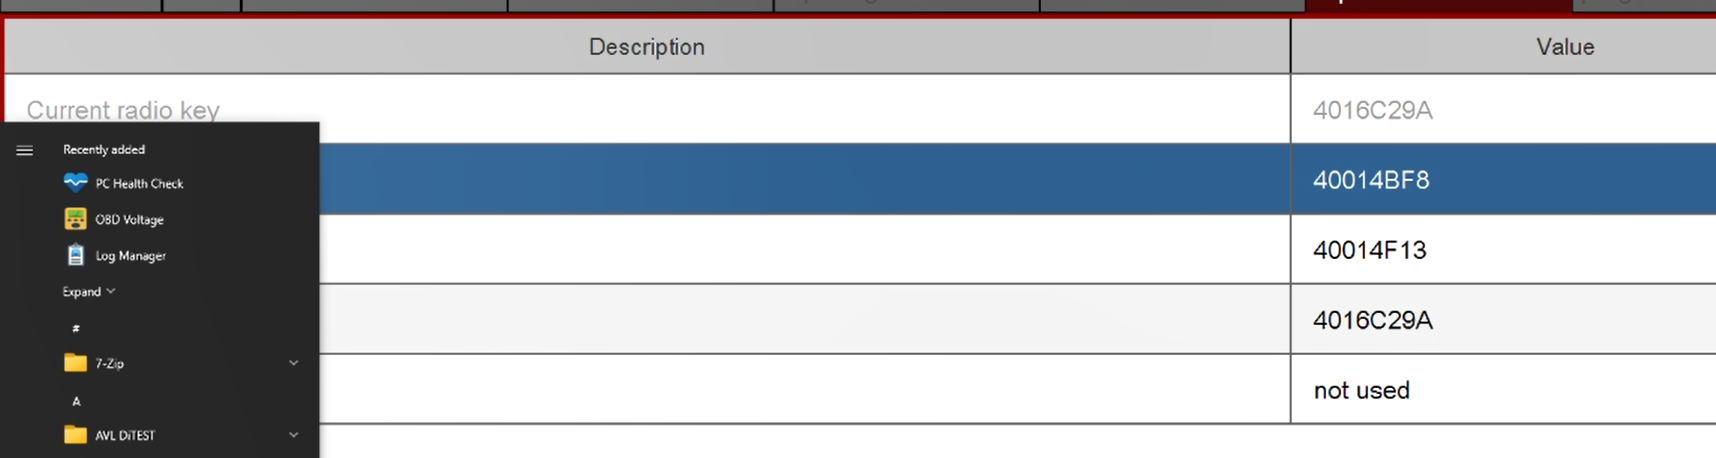 Description Value
Current radio key 4016C29A
Recently added
PC Health Check
40014BF8
OBD Voltage
40014F13
Log Manager
Expand
#
4016C29A
7-Zip
not used
A
AVL DiTEST